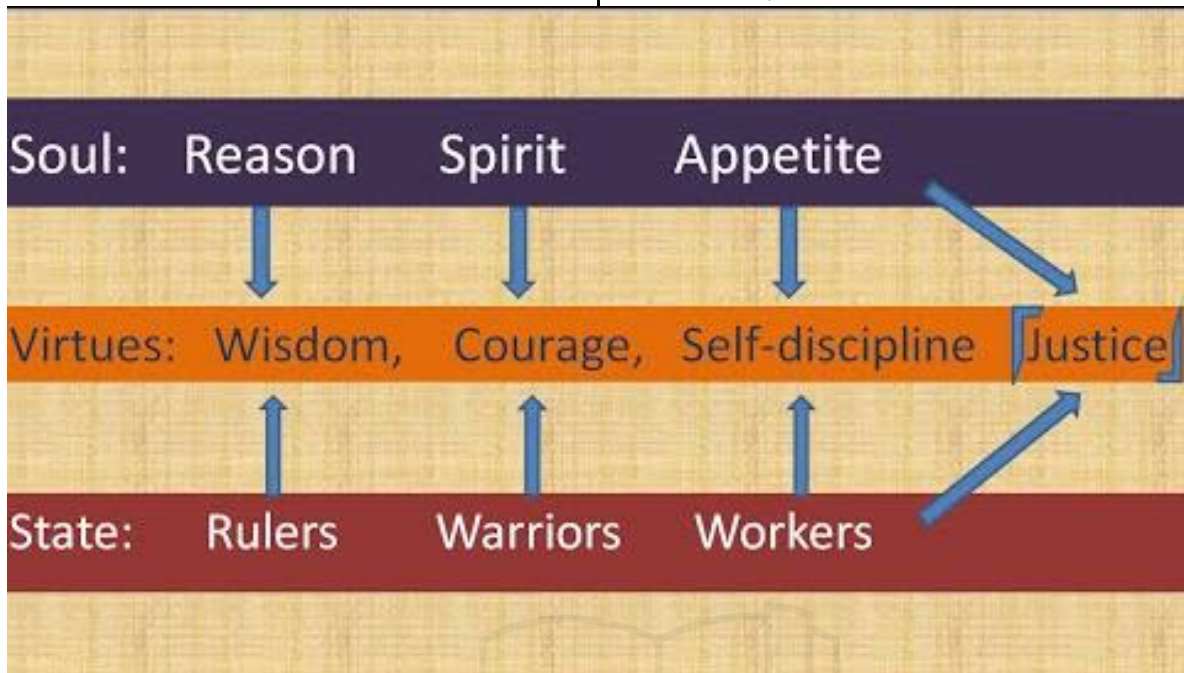 Soul: Reason Spirit Appetite
Virtues: Wisdom, Courage, Self-discipline Justice
State: Rulers Warriors Workers